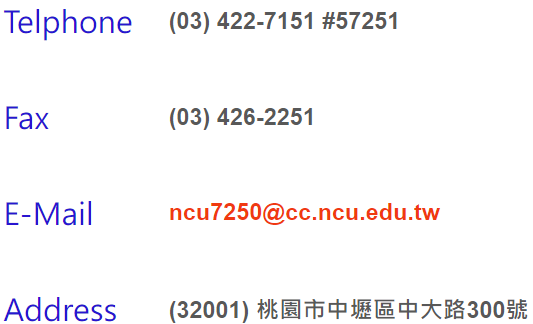 Telphone (03) 422-7151 #57251
Fax (03) 426-2251
E-Mail ncu7250@cc.ncu.edu.tw
Address (32001) 桃園市中壢區中大路300號